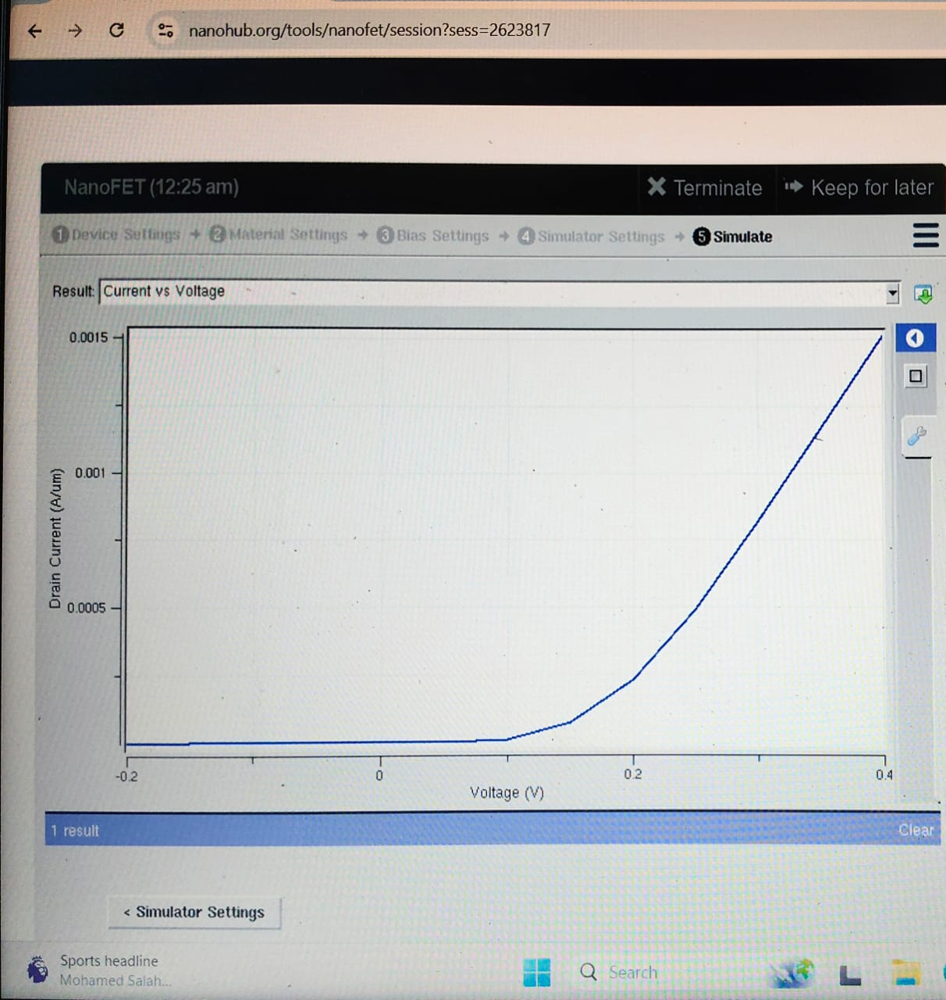 nanohub.org/tools/nanofet/session?sess=2623817
NanoFET (12:25 am)
Terminate
Keep for later
1 Device Settings → 2 Material Settings → 3 Bias Settings → 4 Simulator Settings → 5 Simulate
Result: Current vs Voltage
0.0015
0.001
0.0005
Drain Current (A/um)
-0.2
0
0.2
0.4
Voltage (V)
1 result
Clear
< Simulator Settings
Sports headline
Mohamed Salah...
Search